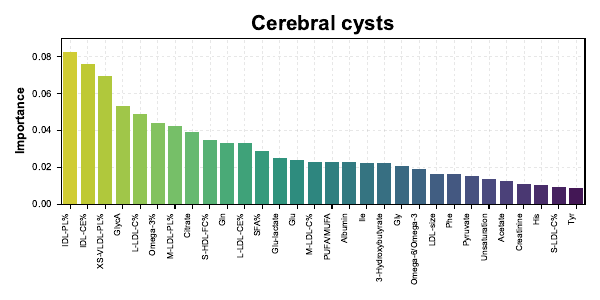 Cerebral cysts
Importance
0.08
0.06
0.04
0.02
0.00
IDL-PL%
IDL-CE%
XS-VLDL-PL%
GlycA
L-LDL-C%
Omega-3%
M-LDL-PL%
Citrate
S-HDL-FC%
Gln
L-LDL-CE%
SFA%
Glu-lactate
Glu
M-LDL-C%
PUFA/MUFA
Albumin
Ile
3-Hydroxybutyrate
Gly
Omega-6/Omega-3
LDL-size
Phe
Pyruvate
Unsaturation
Acetate
Creatinine
His
S-LDL-C%
Tyr